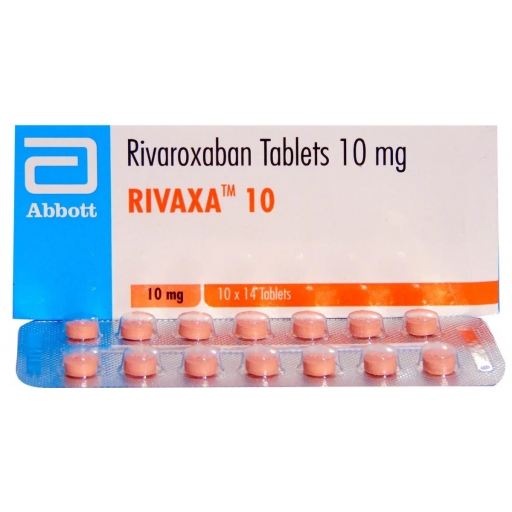 Rivaroxaban Tablets 10 mg
Abbott
RIVAXA™ 10
10 mg
10 x 14 Tablets